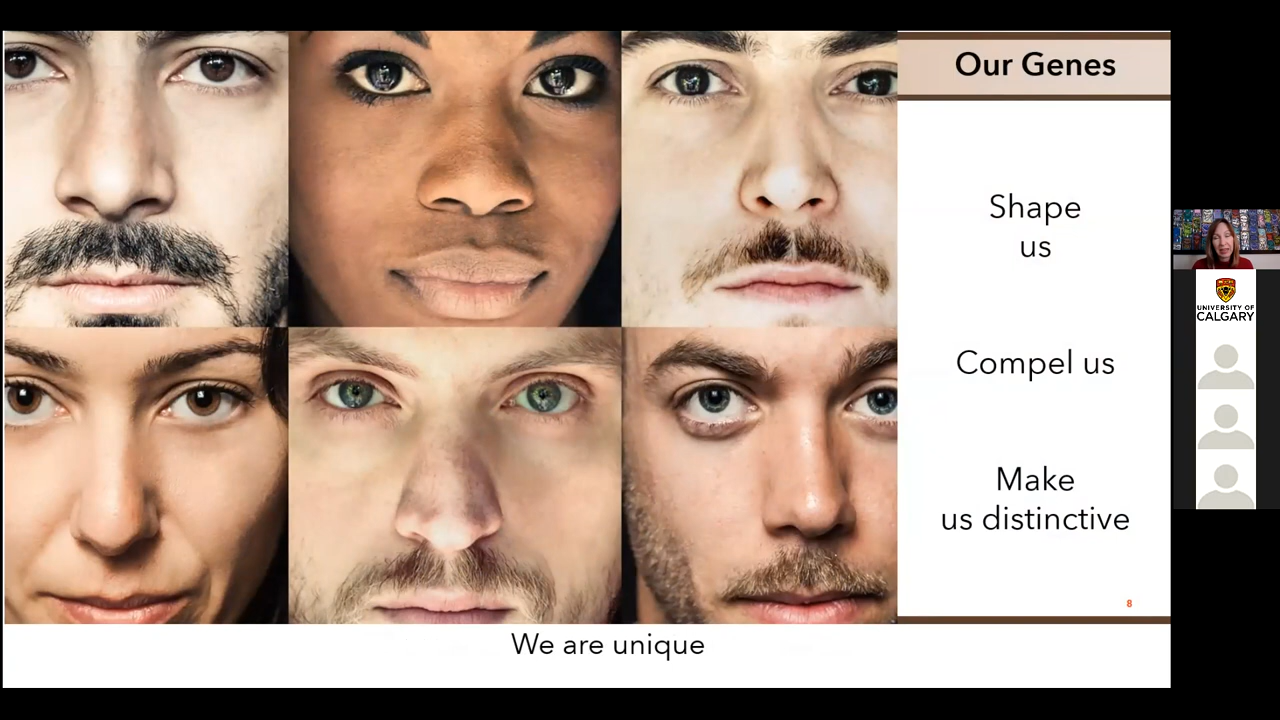 Our Genes
Shape
us
Compel us
Make
us distinctive
8
We are unique
UNIVERSITY OF
CALGARY